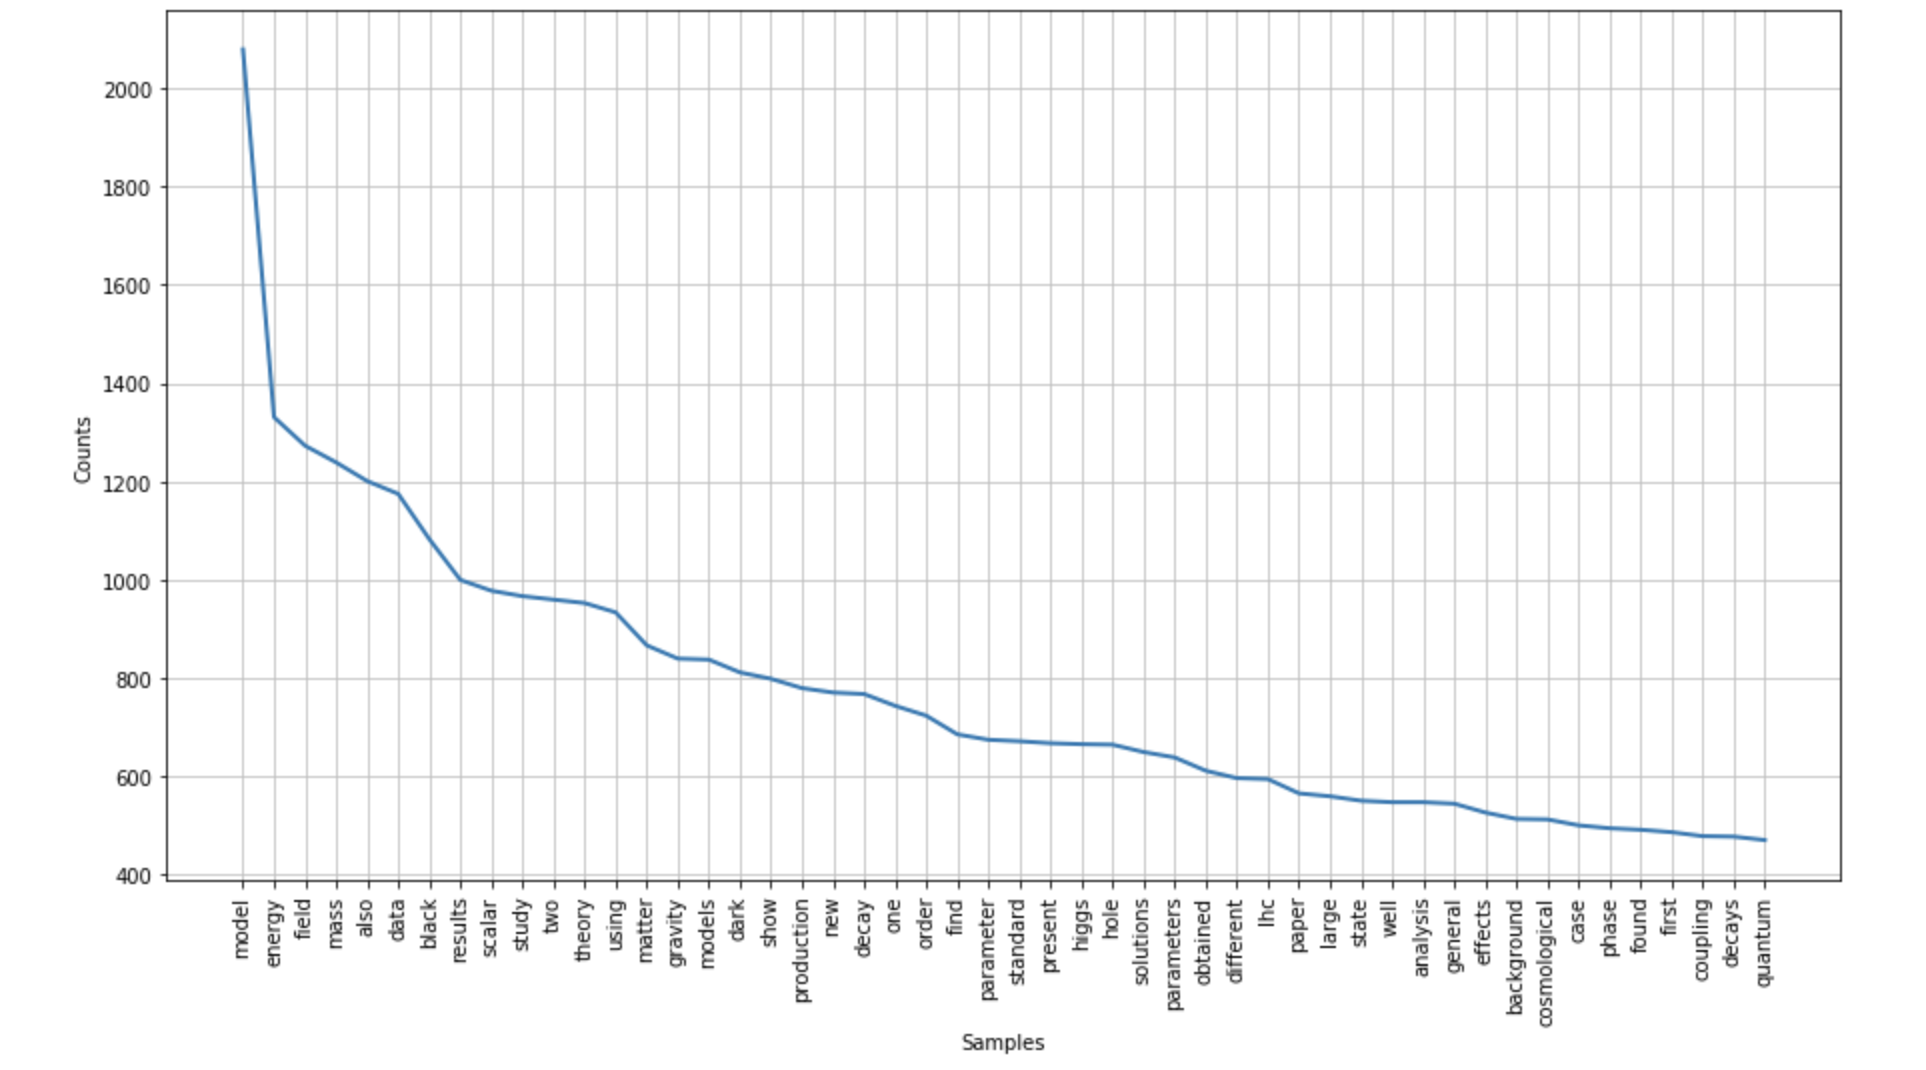 2000
1800
1600
1400
1200
1000
800
600
400
Counts
model
energy
field
mass
also
data
black
results
scalar
study
two
theory
using
matter
gravity
models
dark
show
production
new
decay
one
order
find
parameter
standard
present
higgs
hole
solutions
parameters
obtained
different
lhc
paper
large
state
well
analysis
general
effects
background
cosmological
case
phase
found
first
coupling
decays
quantum
Samples